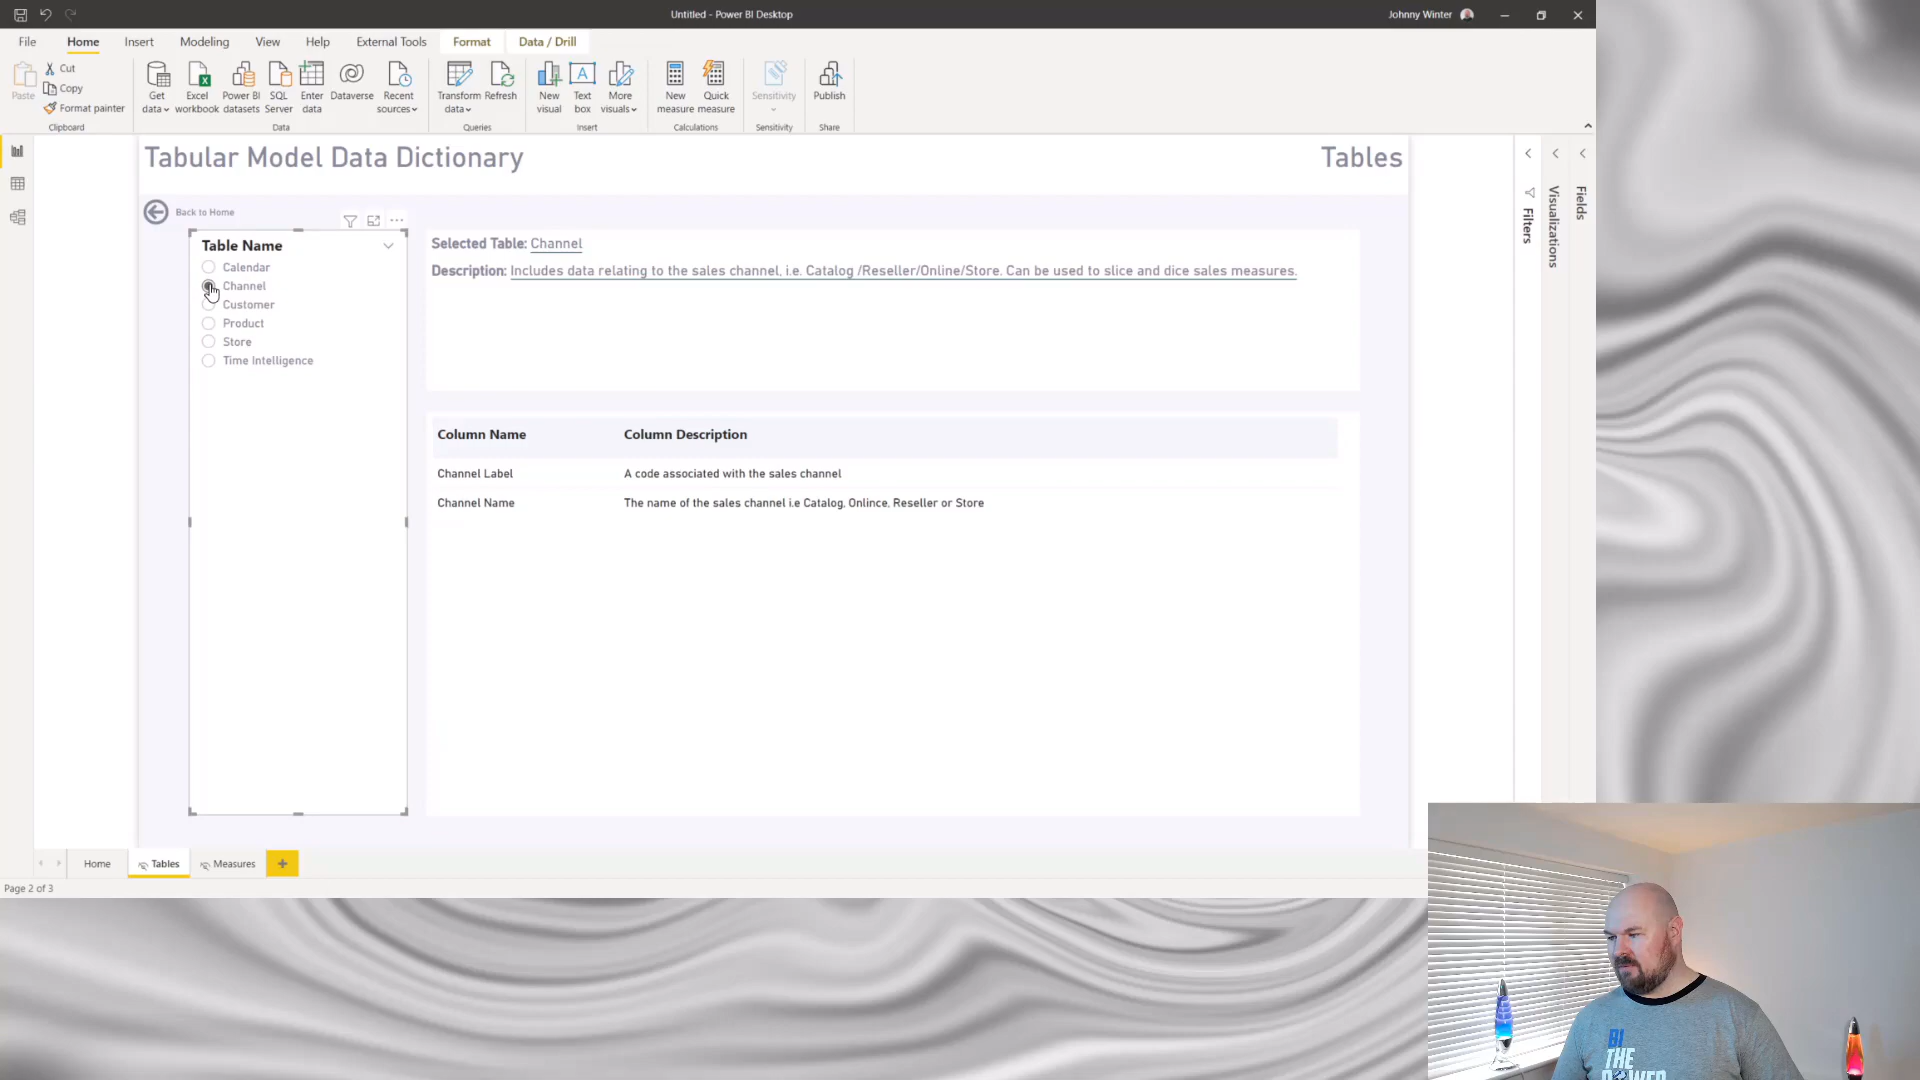 Untitled - Power BI Desktop
Johnny Winter
File Home Insert Modeling View Help External Tools Format Data / Drill
Paste
Cut
Copy
Format painter
Clipboard
Get data
Excel workbook
Power BI datasets
SQL Server
Enter data
Dataverse
Recent sources
Data
Transform data
Refresh
Queries
New visual
Text box
More visuals
Insert
New measure
Quick measure
Calculations
Sensitivity
Sensitivity
Publish
Share
Tabular Model Data Dictionary
Tables
Back to Home
Table Name
Calendar
Channel
Customer
Product
Store
Time Intelligence
Selected Table: Channel
Description: Includes data relating to the sales channel, i.e. Catalog /Reseller/Online/Store. Can be used to slice and dice sales measures.
Column Name Column Description
Channel Label A code associated with the sales channel
Channel Name The name of the sales channel i.e Catalog, Onlince, Reseller or Store
Filters
Visualizations
Fields
Home Tables Measures
Page 2 of 3
BI
THE